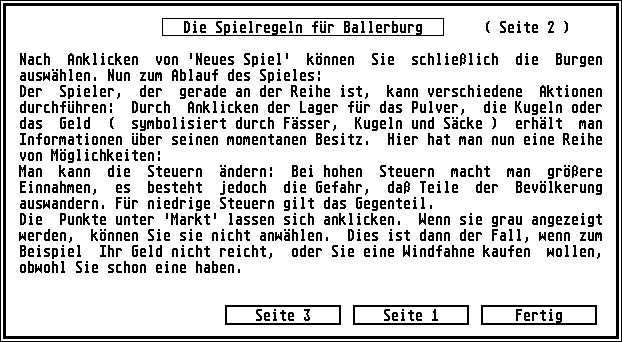 Die Spielregeln für Ballerburg ( Seite 2 )
Nach Anklicken von 'Neues Spiel' können Sie schließlich die Burgen
auswählen. Nun zum Ablauf des Spieles:
Der Spieler, der gerade an der Reihe ist, kann verschiedene Aktionen
durchführen: Durch Anklicken der Lager für das Pulver, die Kugeln oder
das Geld ( symbolisiert durch Fässer, Kugeln und Säcke ) erhält man
Informationen über seinen momentanen Besitz. Hier hat man nun eine Reihe
von Möglichkeiten:
Man kann die Steuern ändern: Bei hohen Steuern macht man größere
Einnahmen, es besteht jedoch die Gefahr, daß Teile der Bevölkerung
auswandern. Für niedrige Steuern gilt das Gegenteil.
Die Punkte unter 'Markt' lassen sich anklicken. Wenn sie grau angezeigt
werden, können Sie sie nicht anwählen. Dies ist dann der Fall, wenn zum
Beispiel Ihr Geld nicht reicht, oder Sie eine Windfahne kaufen wollen,
obwohl Sie schon eine haben.
Seite 3 Seite 1 Fertig